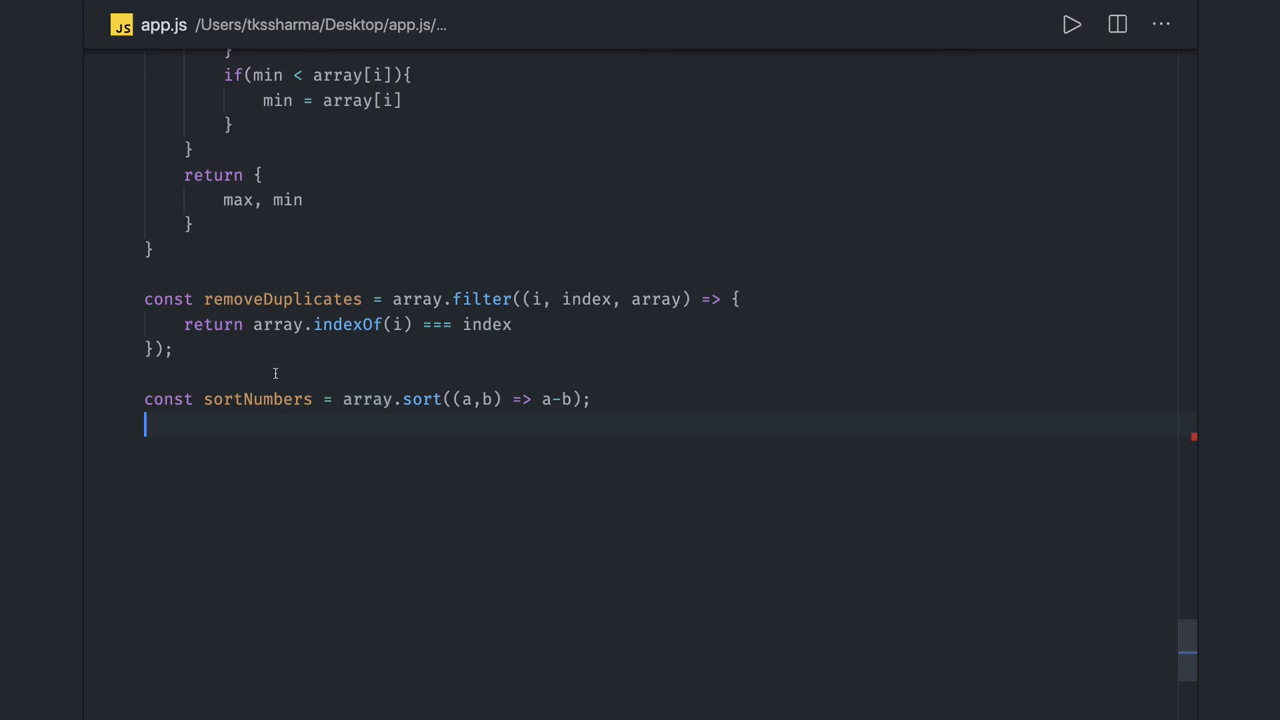 JS app.js /Users/tkssharma/Desktop/app.js/...
}
if(min < array[i]){
min = array[i]
}
}
return {
max, min
}
}
const removeDuplicates = array.filter((i, index, array) => {
return array.indexOf(i) === index
});
const sortNumbers = array.sort((a,b) => a-b);